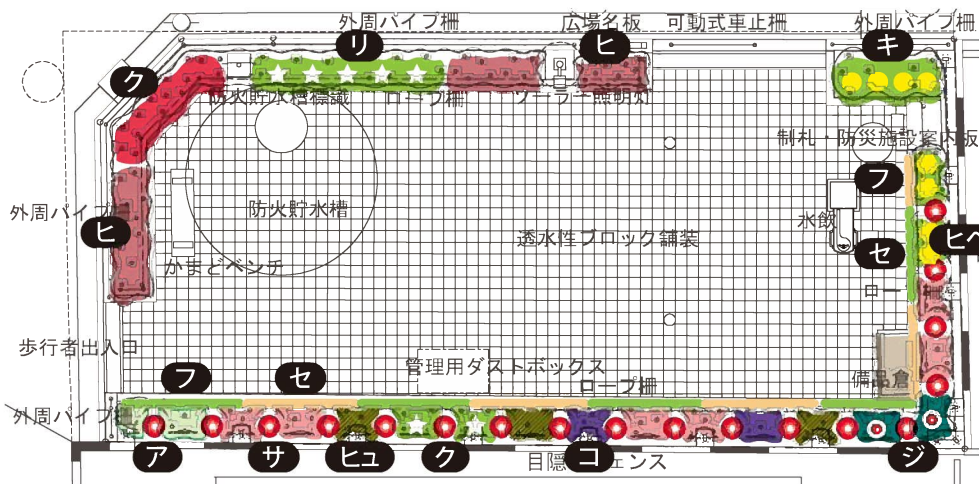 外周パイプ柵 広場名板 可動式車止柵 外周パイプ柵
リ ヒ キ
ク
防火貯水槽標識 ロープ柵 ソーラー照明灯
制札・防災施設案内板
フ
外周パイプ柵 防火貯水槽 水飲
ヒ 透水性ブロック舗装 ヒペ
セ
かまどベンチ
ロー
歩行者出入口
管理用ダストボックス
フ セ ロープ柵 備品倉
外周パイプ柵
ア サ ヒュ ク コ ジ
目隠 ェンス